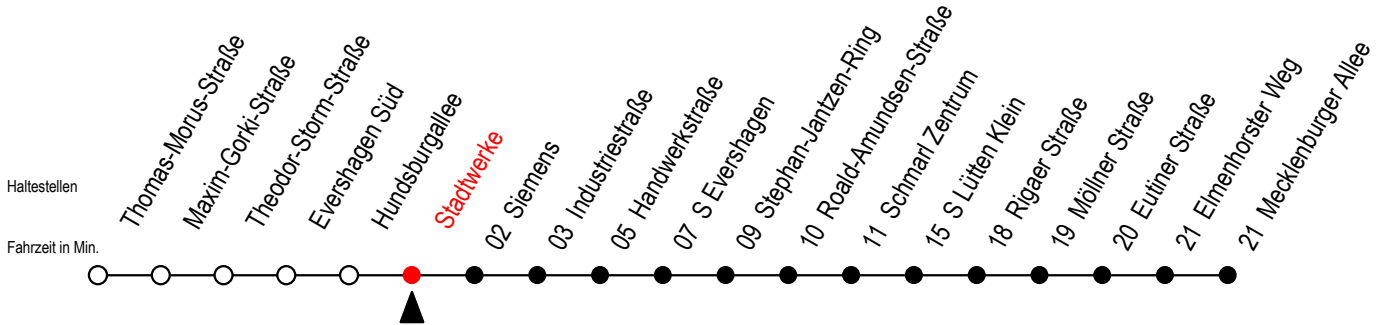 Haltestellen
Fahrzeit in Min.
Thomas-Morus-Straße
Maxim-Gorki-Straße
Theodor-Storm-Straße
Evershagen Süd
Hundsburgallee
Stadtwerke
02 Siemens
03 Industriestraße
05 Handwerkstraße
07 S Evershagen
09 Stephan-Jantzen-Ring
10 Roald-Amundsen-Straße
11 Schmarl Zentrum
15 S Lütten Klein
18 Rigaer Straße
19 Möllner Straße
20 Eutiner Straße
21 Elmenhorster Weg
21 Mecklenburger Allee